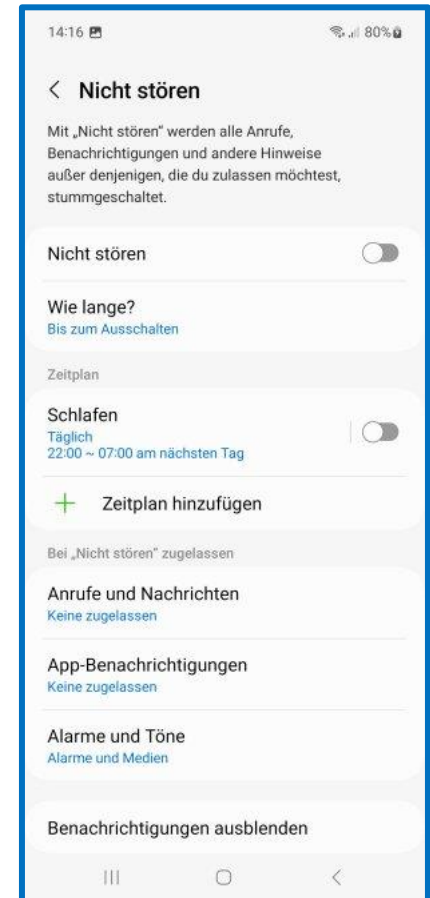 14:16 80%
Nicht stören
Mit „Nicht stören" werden alle Anrufe,
Benachrichtigungen und andere Hinweise
außer denjenigen, die du zulassen möchtest,
stummgeschaltet.
Nicht stören
Wie lange?
Bis zum Ausschalten
Zeitplan
Schlafen
Täglich
22:00 ~ 07:00 am nächsten Tag
Zeitplan hinzufügen
Bei „Nicht stören" zugelassen
Anrufe und Nachrichten
Keine zugelassen
App-Benachrichtigungen
Keine zugelassen
Alarme und Töne
Alarme und Medien
Benachrichtigungen ausblenden